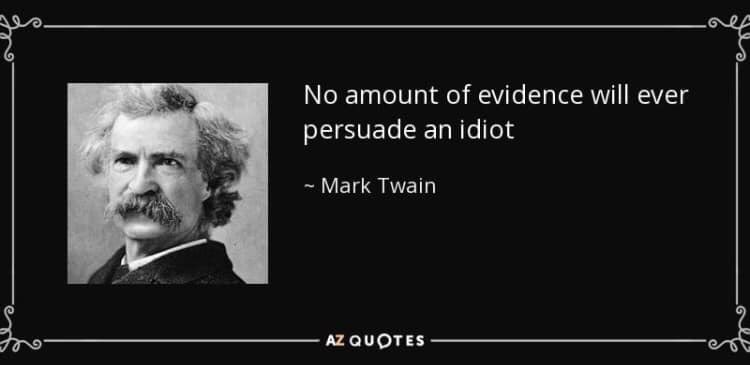 No amount of evidence will ever
persuade an idiot
~ Mark Twain
AZ QUOTES